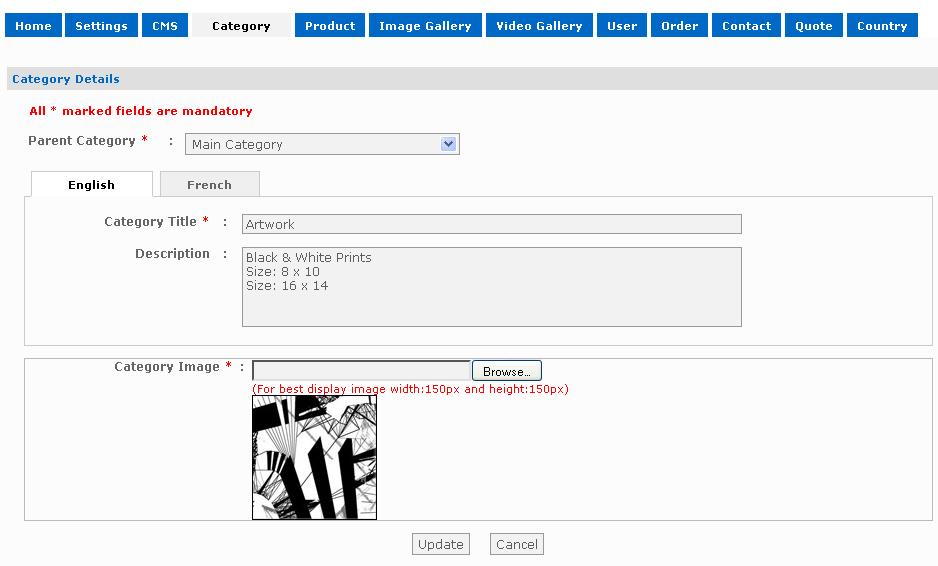 Home Settings CMS Category Product Image Gallery Video Gallery User Order Contact Quote Country
Category Details
All * marked fields are mandatory
Parent Category * : Main Category
English French
Category Title * : Artwork
Description : Black & White Prints
Size: 8 x 10
Size: 16 x 14
Category Image * : Browse...
(For best display image width:150px and height:150px)
Update Cancel